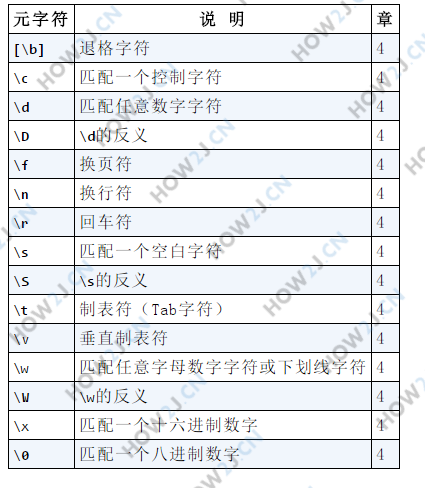 元字符 说 明 章
[\b] 退格字符 4
\c 匹配一个控制字符 4
\d 匹配任意数字字符 4
\D \d的反义 4
\f 换页符 4
\n 换行符 4
\r 回车符 4
\s 匹配一个空白字符 4
\S \s的反义 4
\t 制表符（Tab字符） 4
\v 垂直制表符 4
\w 匹配任意字母数字字符或下划线字符 4
\W \w的反义 4
\x 匹配一个十六进制数字 4
\0 匹配一个八进制数字 4
HOW2J.CN